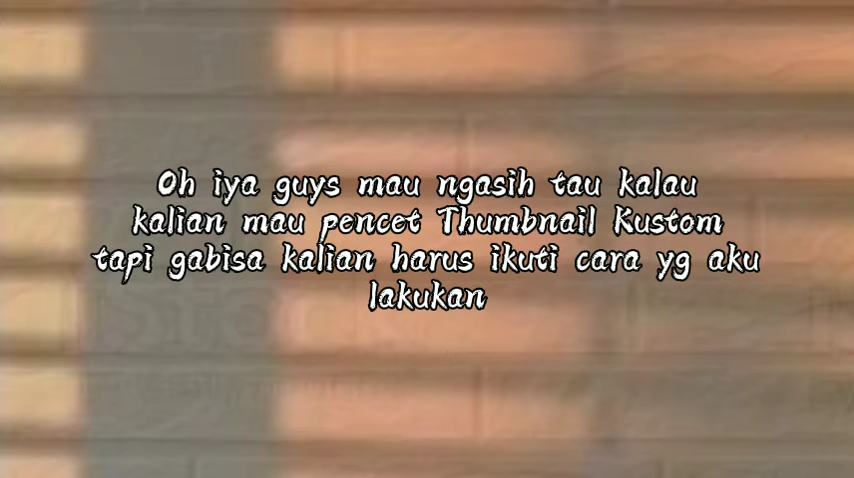 Oh iya guys mau ngasih tau kalau
kalian mau pencet Thumbnail Kustom
tapi gabisa kalian harus ikuti cara yg aku
lakukan